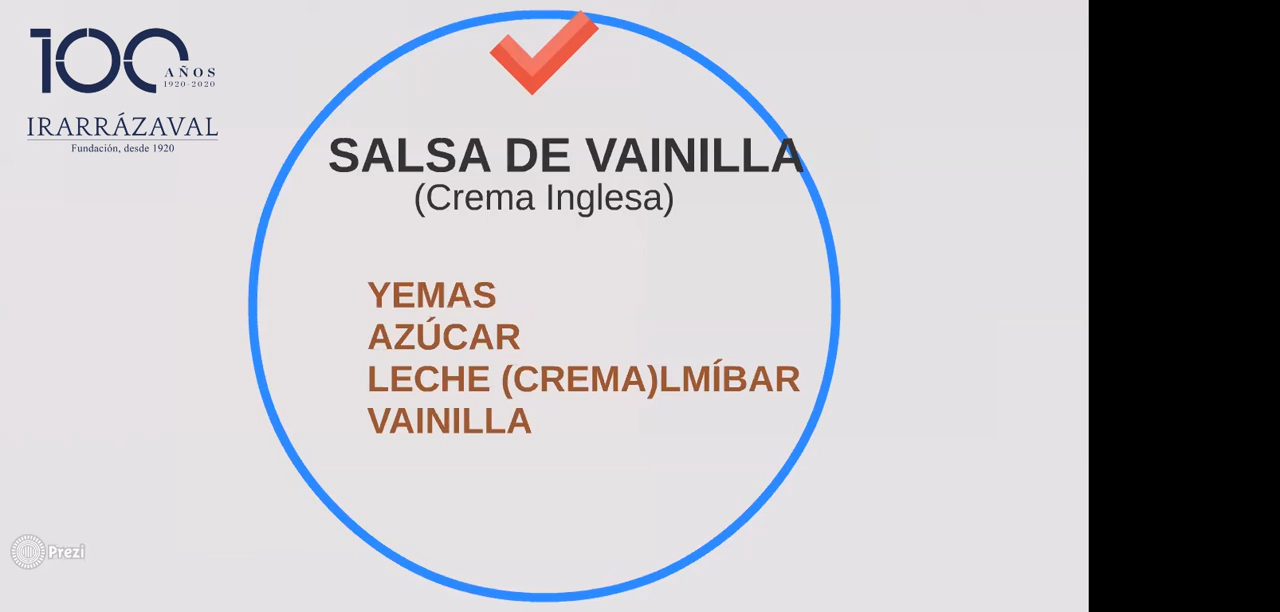 100
AÑOS
1920-2020
IRARRÁZAVAL
Fundación, desde 1920
SALSA DE VAINILLA
(Crema Inglesa)
YEMAS
AZÚCAR
LECHE (CREMA)LMÍBAR
VAINILLA
Prezi